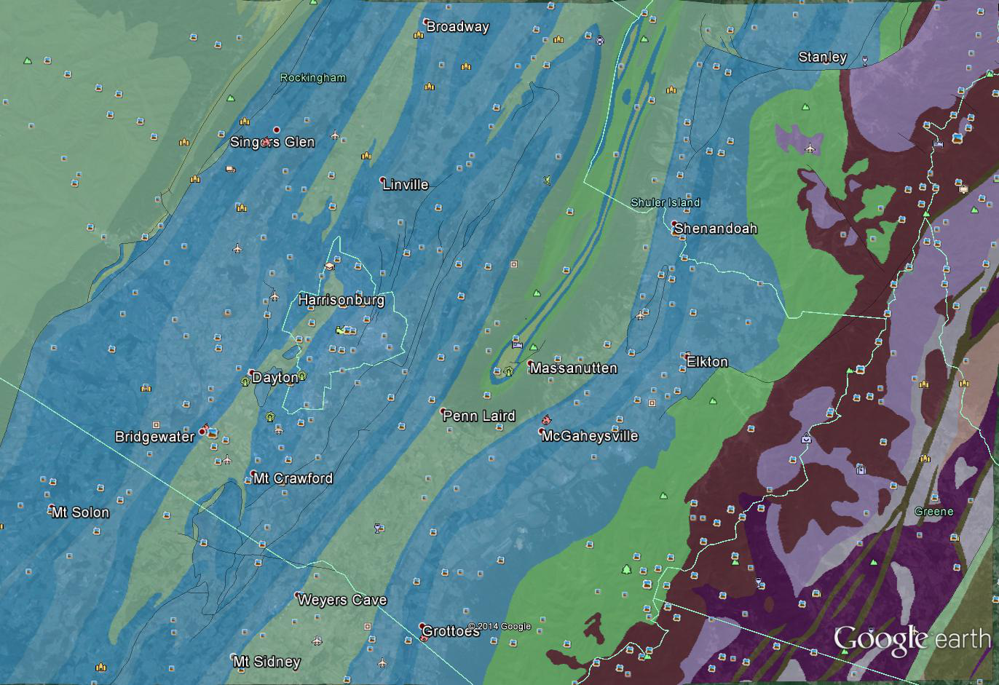 Broadway
Stanley
Rockingham
Singers Glen
Linville
Shuler Island
Shenandoah
Harrisonburg
Elkton
Massanutten
Dayton
Penn Laird
McGaheysville
Bridgewater
Mt Crawford
Mt Solon
Greene
Weyers Cave
Grottoes
© 2014 Google
Google earth
Mt Sidney